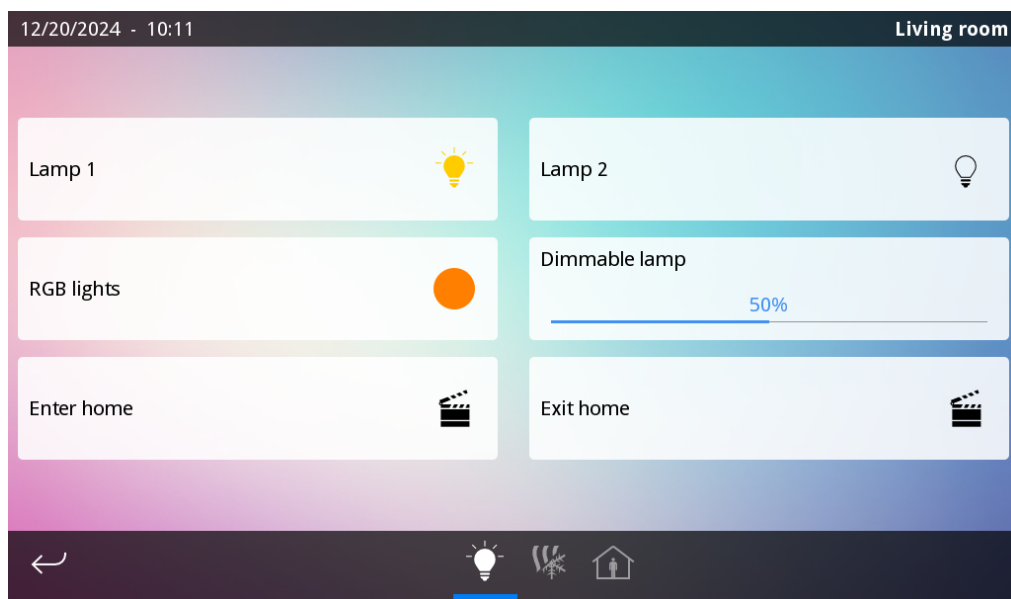 12/20/2024 - 10:11
Living room
Lamp 1
Lamp 2
RGB lights
Dimmable lamp
50%
Enter home
Exit home